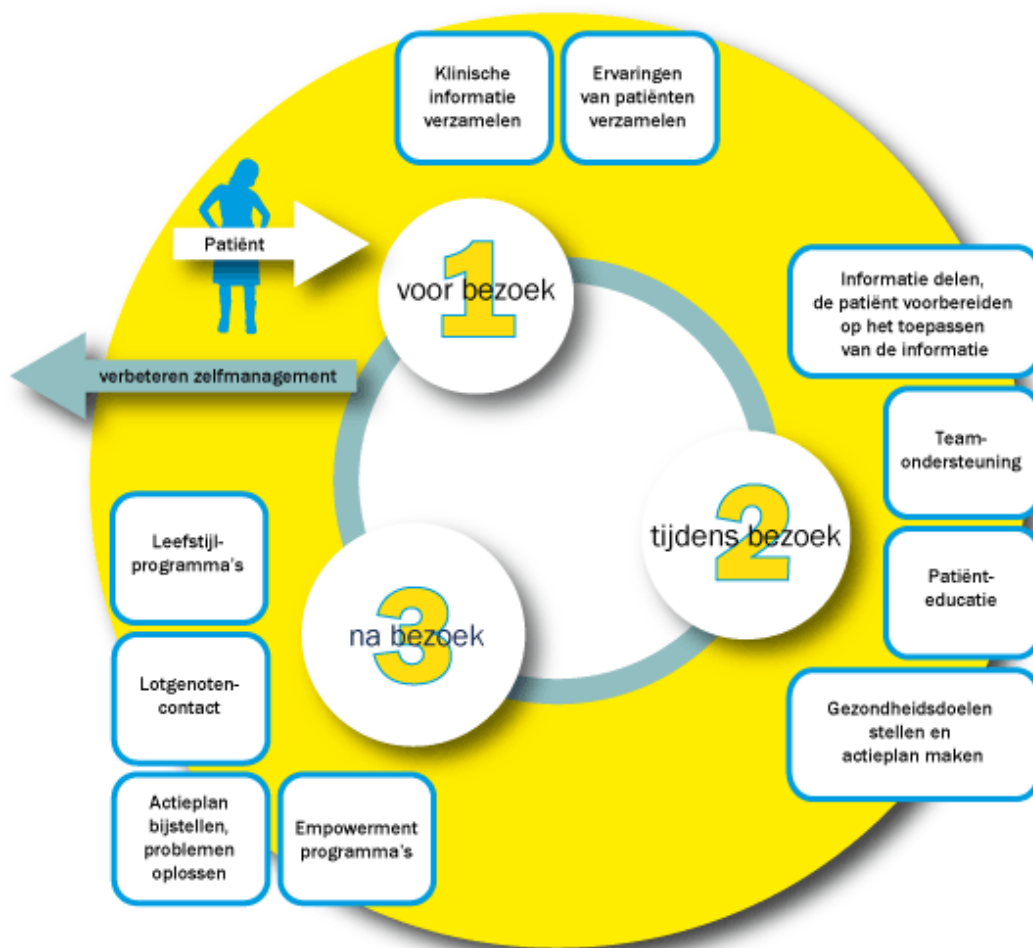 Klinische
informatie
verzamelen
Ervaringen
van patiënten
verzamelen
Patiënt
1
voor bezoek
verbeteren zelfmanagement
Informatie delen,
de patiënt voorbereiden
op het toepassen
van de informatie
Team-
ondersteuning
2
tijdens bezoek
Patiënt-
educatie
Gezondheidsdoelen
stellen en
actieplan maken
3
na bezoek
Leefstijl-
programma's
Lotgenoten-
contact
Actieplan
bijstellen,
problemen
oplossen
Empowerment
programma's